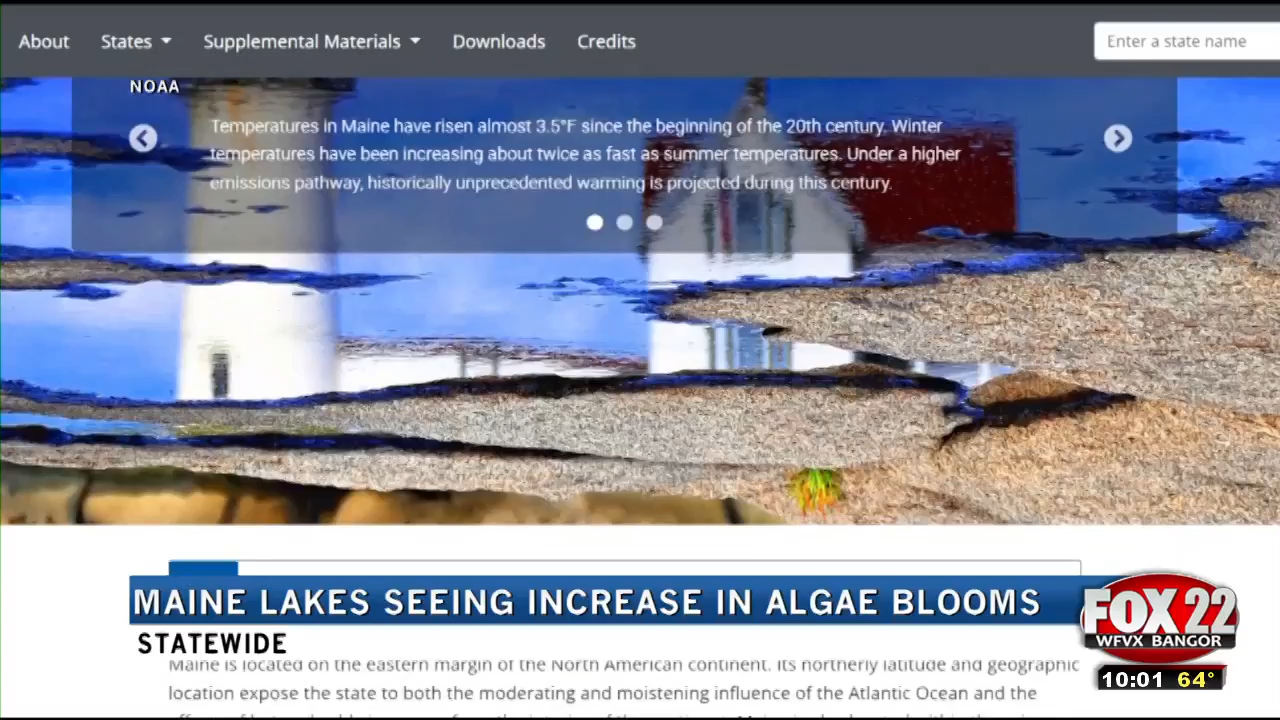 About States Supplemental Materials Downloads Credits Enter a state name
NOAA
Temperatures in Maine have risen almost 3.5°F since the beginning of the 20th century. Winter
temperatures have been increasing about twice as fast as summer temperatures. Under a higher
emissions pathway, historically unprecedented warming is projected during this century.
MAINE LAKES SEEING INCREASE IN ALGAE BLOOMS
STATEWIDE
FOX 22
WFVX BANGOR
10:01 64°
Maine is located on the eastern margin of the North American continent. Its northerly latitude and geographic
location expose the state to both the moderating and moistening influence of the Atlantic Ocean and the